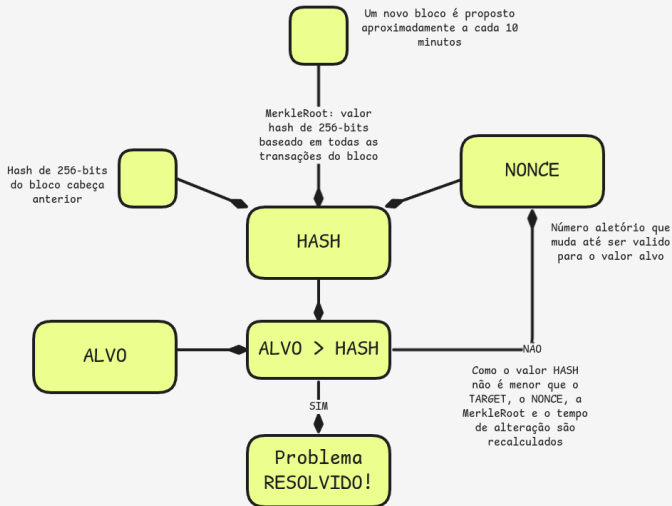 Um novo bloco é proposto
aproximadamente a cada 10
minutos
MerkleRoot: valor
hash de 256-bits
baseado em todas as
transações do bloco
Hash de 256-bits
do bloco cabeça
anterior
NONCE
Número aletório que
muda até ser valido
para o valor alvo
HASH
ALVO
ALVO > HASH
NÃO
Como o valor HASH
não é menor que o
TARGET, o NONCE, a
MerkleRoot e o tempo
de alteração são
recalculados
SIM
Problema
RESOLVIDO!